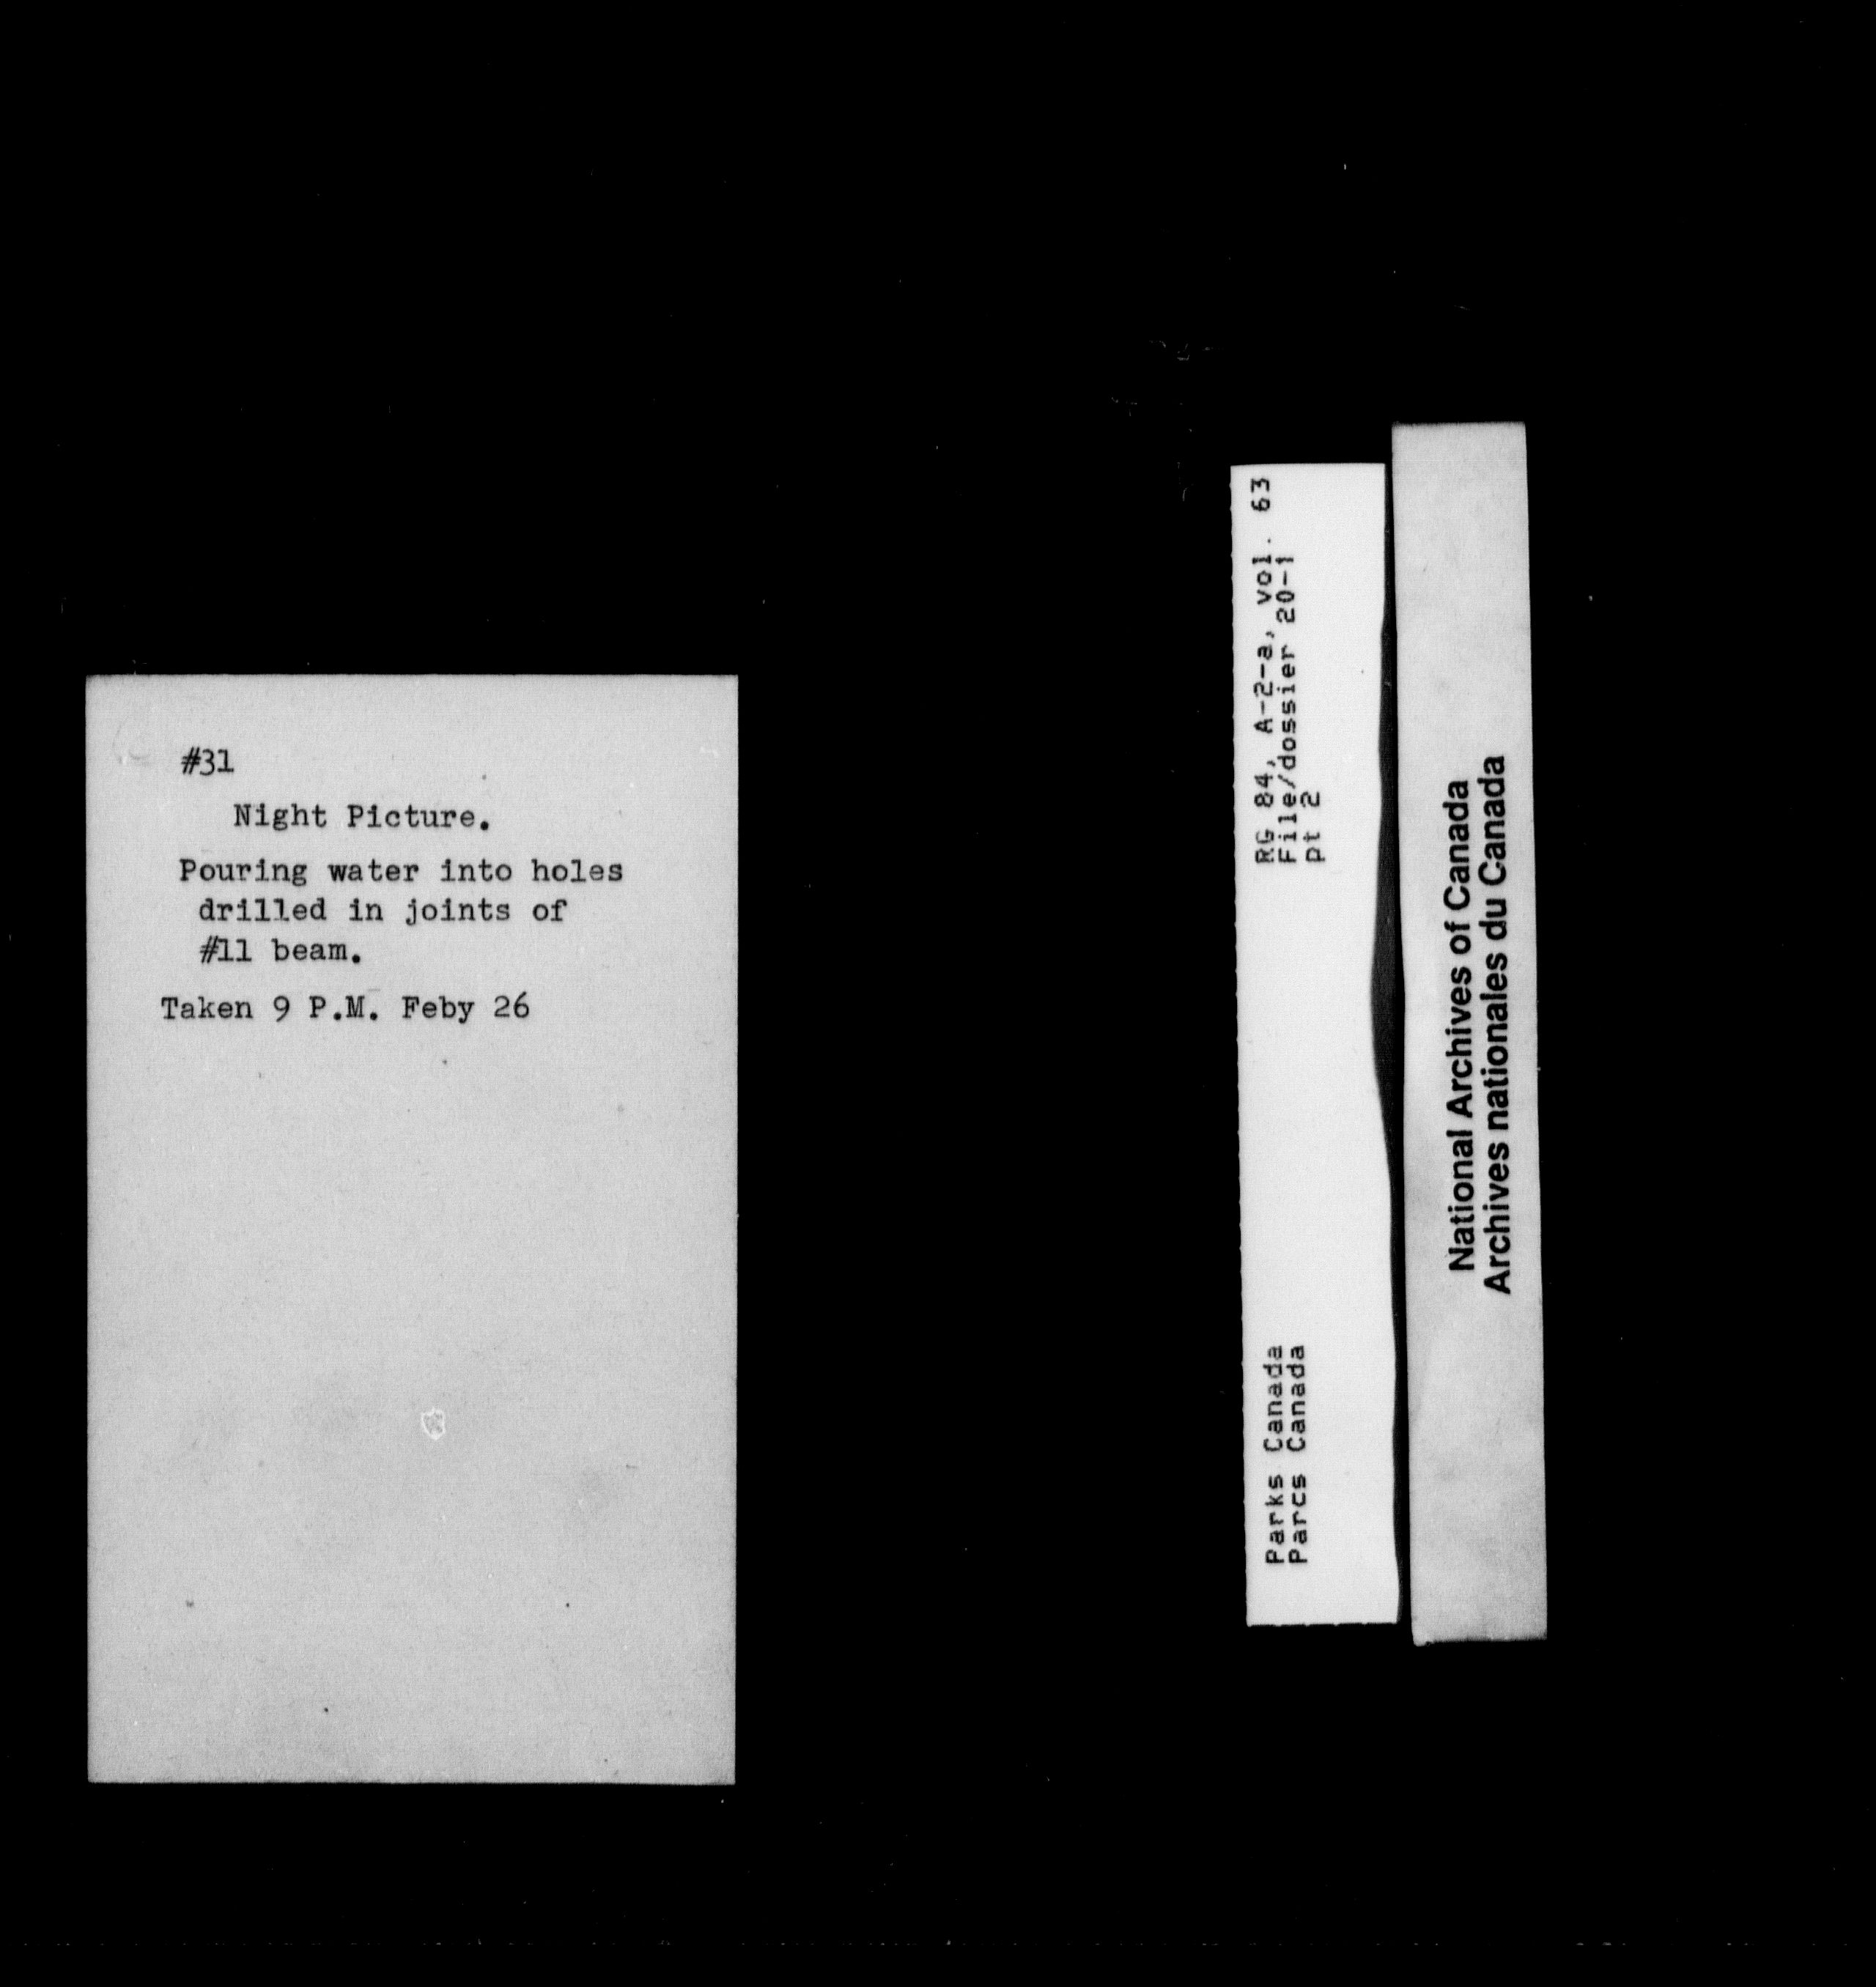 #31
Night Picture.
Pouring water into holes
drilled in joints of
#11 beam.
Taken 9 P.M. Feby 26
RG 84, A-2-a, vol. 63
File/dossier 20-1
pt 2
Parks Canada
Parcs Canada
National Archives of Canada
Archives nationales du Canada